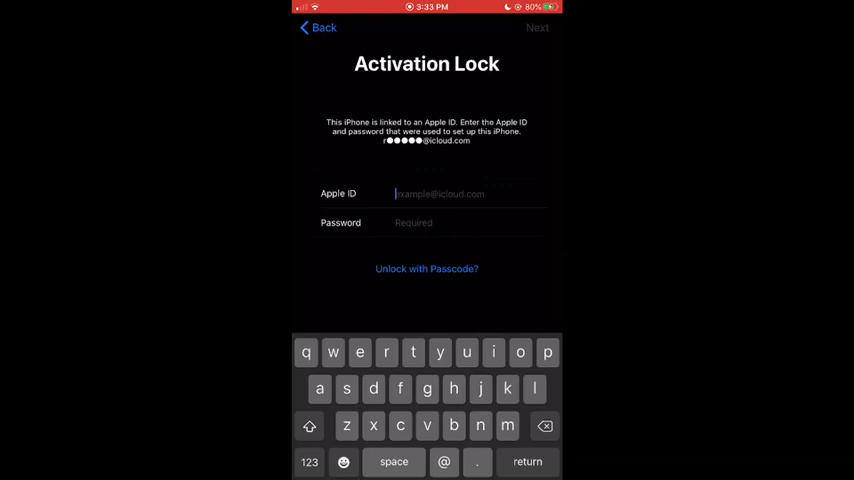 3:33 PM 80%
Back Next
Activation Lock
This iPhone is linked to an Apple ID. Enter the Apple ID
and password that were used to set up this iPhone.
r●●●●●@icloud.com
Apple ID example@icloud.com
Password Required
Unlock with Passcode?
q w e r t y u i o p
a s d f g h j k l
z x c v b n m
123 space @ . return